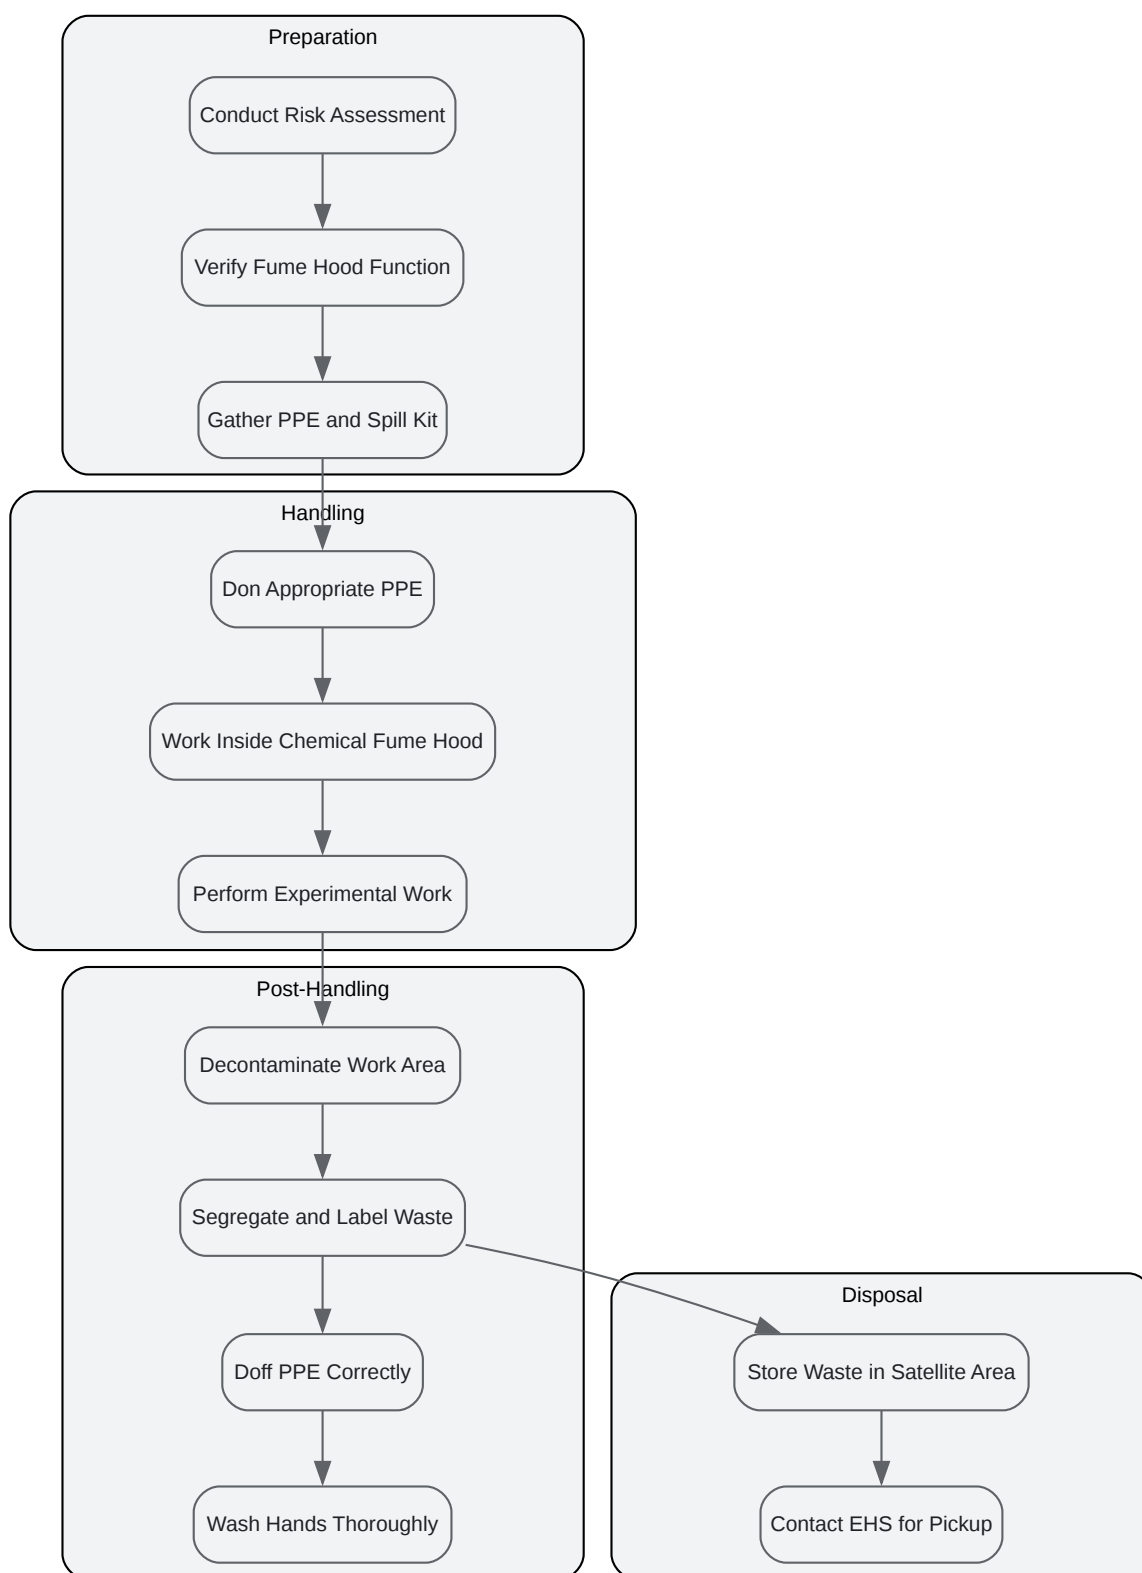 Preparation
Conduct Risk Assessment
Verify Fume Hood Function
Gather PPE and Spill Kit
Handling
Don Appropriate PPE
Work Inside Chemical Fume Hood
Perform Experimental Work
Post-Handling
Decontaminate Work Area
Segregate and Label Waste
Doff PPE Correctly
Wash Hands Thoroughly
Disposal
Store Waste in Satellite Area
Contact EHS for Pickup